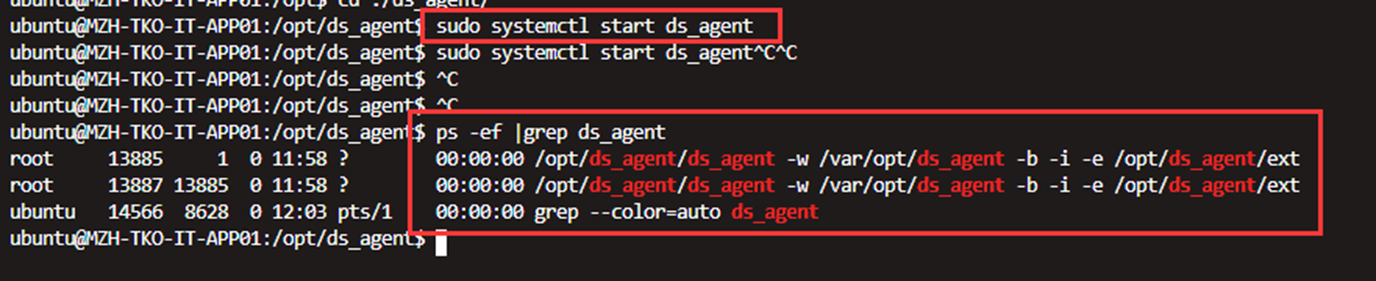 ubuntu@MZH-TKO-IT-APP01:/opt$ cd ./ds_agent/
ubuntu@MZH-TKO-IT-APP01:/opt/ds_agent$ sudo systemctl start ds_agent
ubuntu@MZH-TKO-IT-APP01:/opt/ds_agent$ sudo systemctl start ds_agent^C^C
ubuntu@MZH-TKO-IT-APP01:/opt/ds_agent$ ^C
ubuntu@MZH-TKO-IT-APP01:/opt/ds_agent$ ^C
ubuntu@MZH-TKO-IT-APP01:/opt/ds_agent$ ps -ef |grep ds_agent
root     13885     1  0 11:58 ?        00:00:00 /opt/ds_agent/ds_agent -w /var/opt/ds_agent -b -i -e /opt/ds_agent/ext
root     13887 13885  0 11:58 ?        00:00:00 /opt/ds_agent/ds_agent -w /var/opt/ds_agent -b -i -e /opt/ds_agent/ext
ubuntu   14566  8628  0 12:03 pts/1    00:00:00 grep --color=auto ds_agent
ubuntu@MZH-TKO-IT-APP01:/opt/ds_agent$